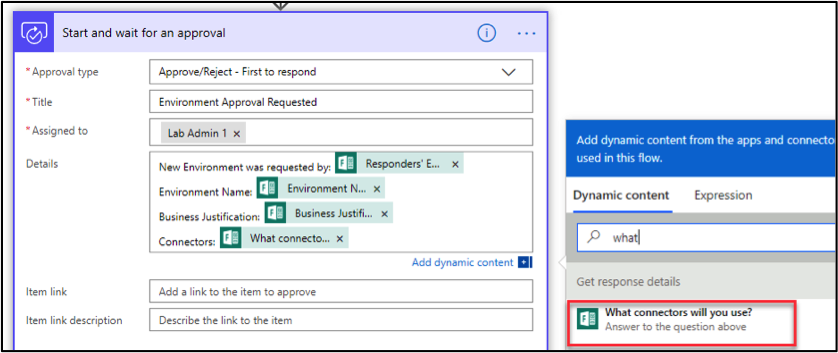 Start and wait for an approval
* Approval type
Approve/Reject - First to respond
* Title
Environment Approval Requested
* Assigned to
Lab Admin 1 ×
Details
New Environment was requested by: Responders' E... ×
Environment Name: Environment N... ×
Business Justification: Business Justifi... ×
Connectors: What connecto... ×
Add dynamic content
Item link
Add a link to the item to approve
Item link description
Describe the link to the item
Add dynamic content from the apps and connecto
used in this flow.
Dynamic content
Expression
what
Get response details
What connectors will you use?
Answer to the question above